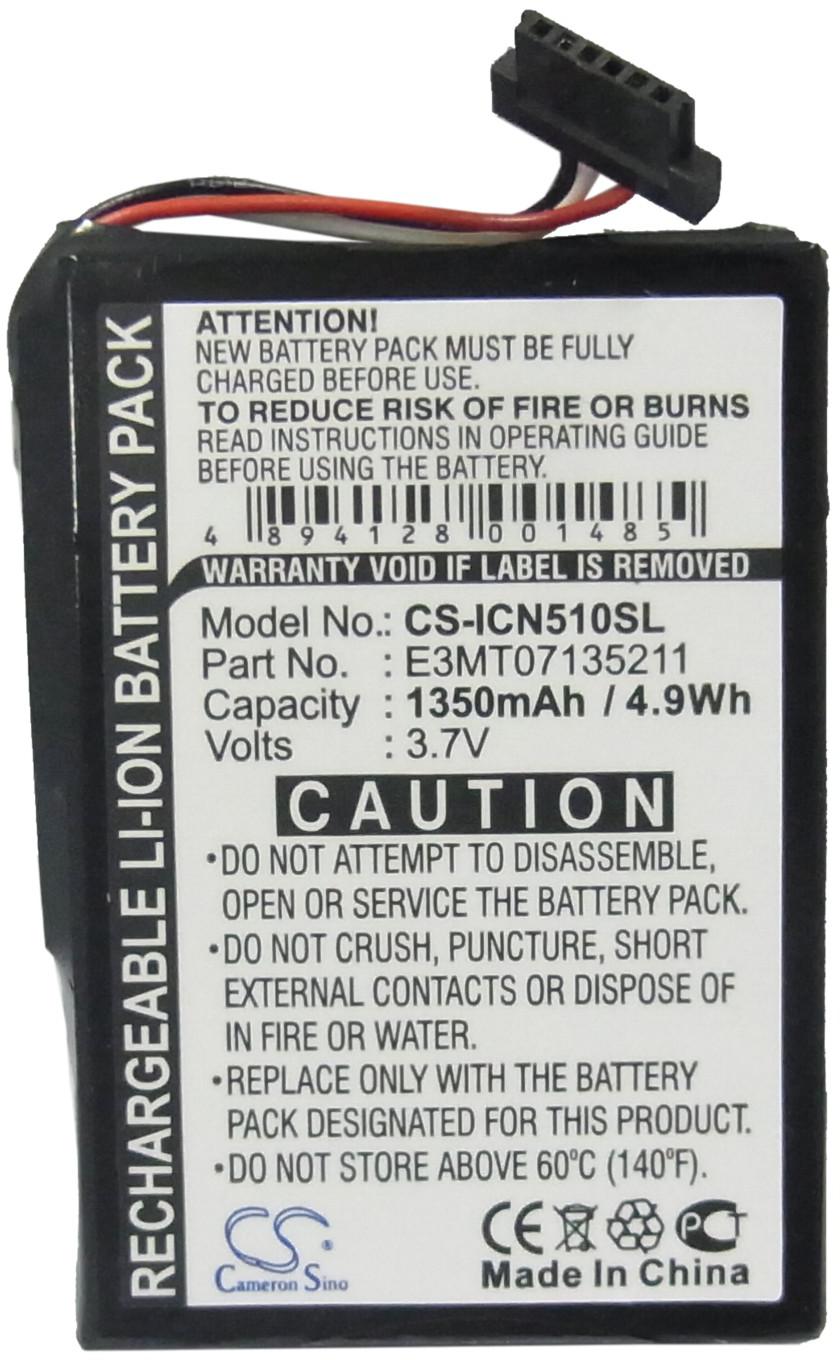 RECHARGEABLE LI-ION BATTERY PACK
ATTENTION!
NEW BATTERY PACK MUST BE FULLY
CHARGED BEFORE USE.
TO REDUCE RISK OF FIRE OR BURNS
READ INSTRUCTIONS IN OPERATING GUIDE
BEFORE USING THE BATTERY.
4 894128 001485
WARRANTY VOID IF LABEL IS REMOVED
Model No.: CS-ICN510SL
Part No. : E3MT07135211
Capacity : 1350mAh / 4.9Wh
Volts : 3.7V
CAUTION
•DO NOT ATTEMPT TO DISASSEMBLE,
OPEN OR SERVICE THE BATTERY PACK.
•DO NOT CRUSH, PUNCTURE, SHORT
EXTERNAL CONTACTS OR DISPOSE OF
IN FIRE OR WATER.
•REPLACE ONLY WITH THE BATTERY
PACK DESIGNATED FOR THIS PRODUCT.
•DO NOT STORE ABOVE 60°C (140°F).
CS®
Cameron Sino
CE PCT
Made In China